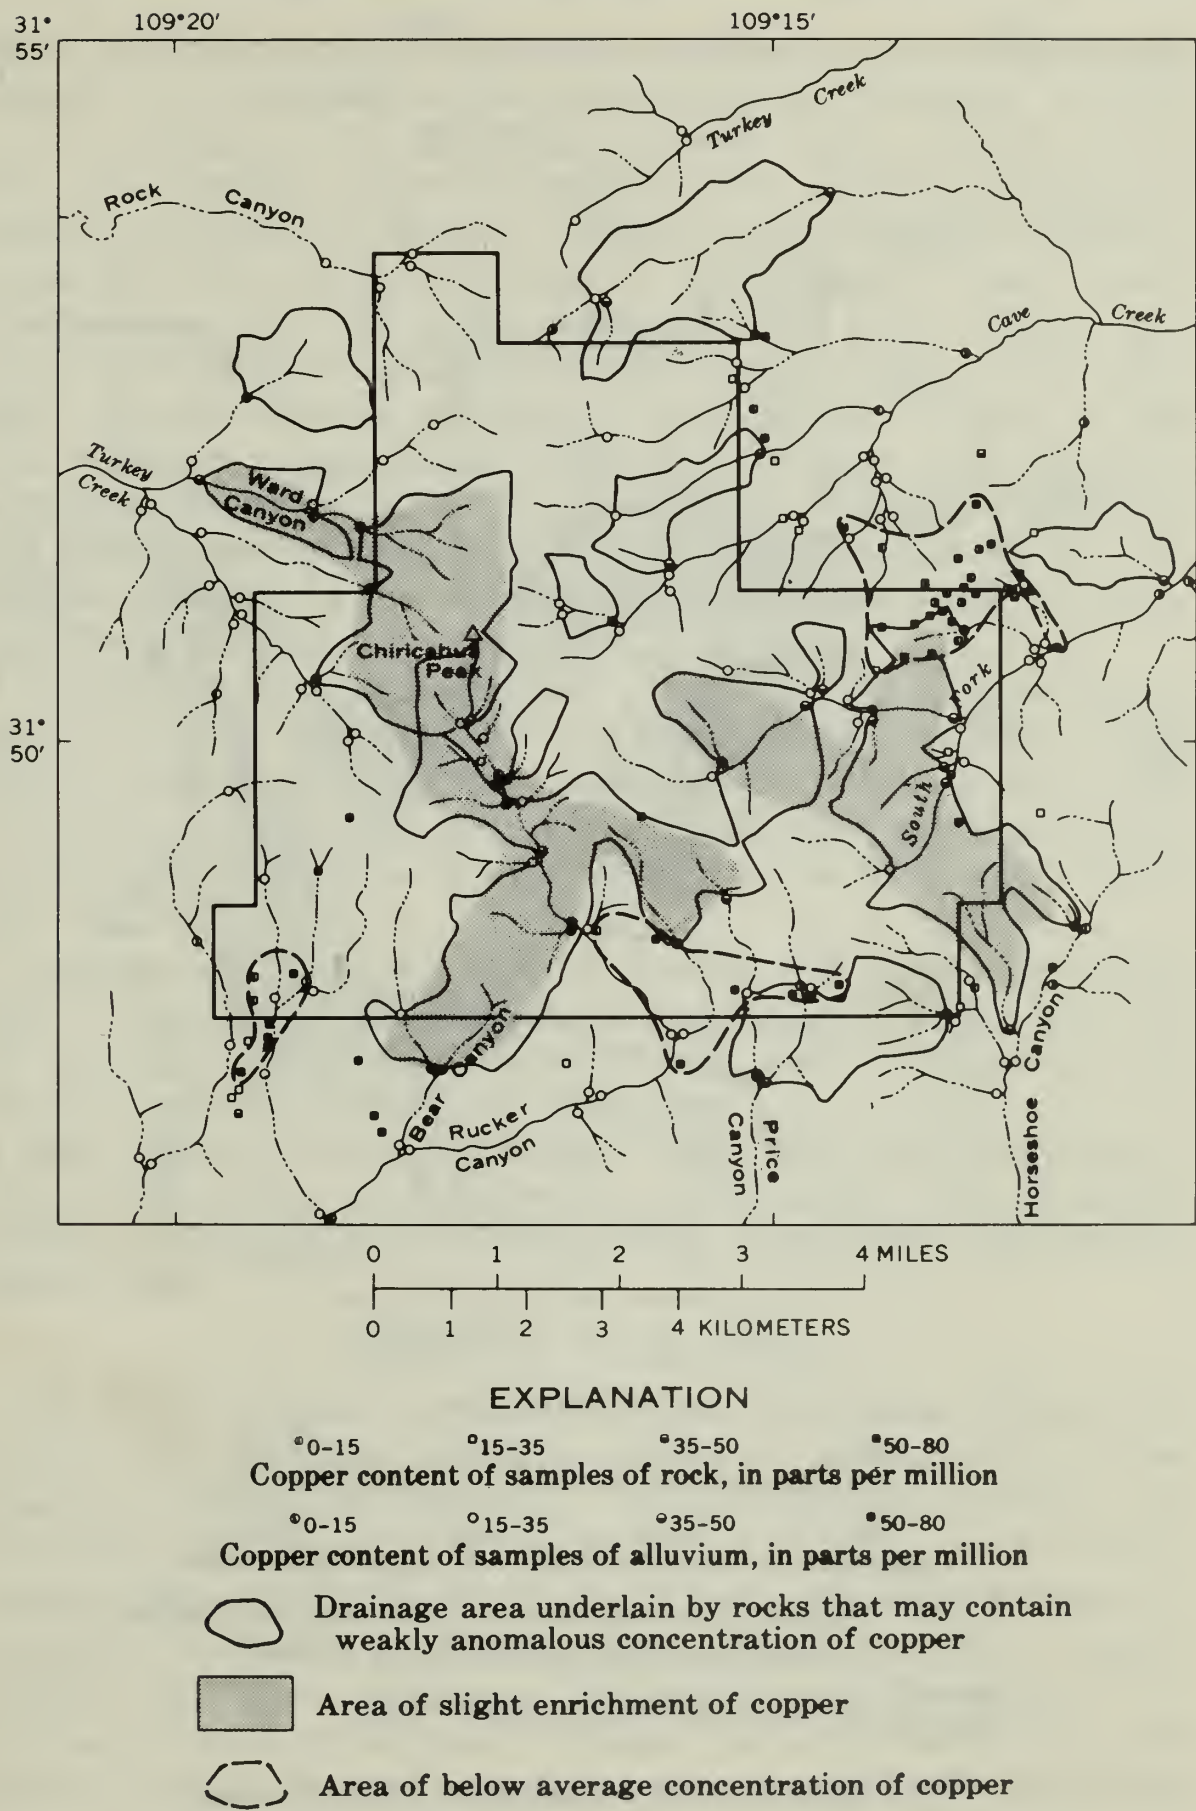 31°
55'
109°20'
109°15'
Turkey
Creek
Rock
Canyon
Cave
Creek
Turkey
Creek
Ward
Canyon
Chiricahua
Peak
31°
50'
South
Fork
Bear
Canyon
Rucker
Canyon
Price
Canyon
Horseshoe
Canyon
0 1 2 3 4 MILES
0 1 2 3 4 KILOMETERS
EXPLANATION
0-15 15-35 35-50 50-80
Copper content of samples of rock, in parts per million
0-15 15-35 35-50 50-80
Copper content of samples of alluvium, in parts per million
Drainage area underlain by rocks that may contain
weakly anomalous concentration of copper
Area of slight enrichment of copper
Area of below average concentration of copper